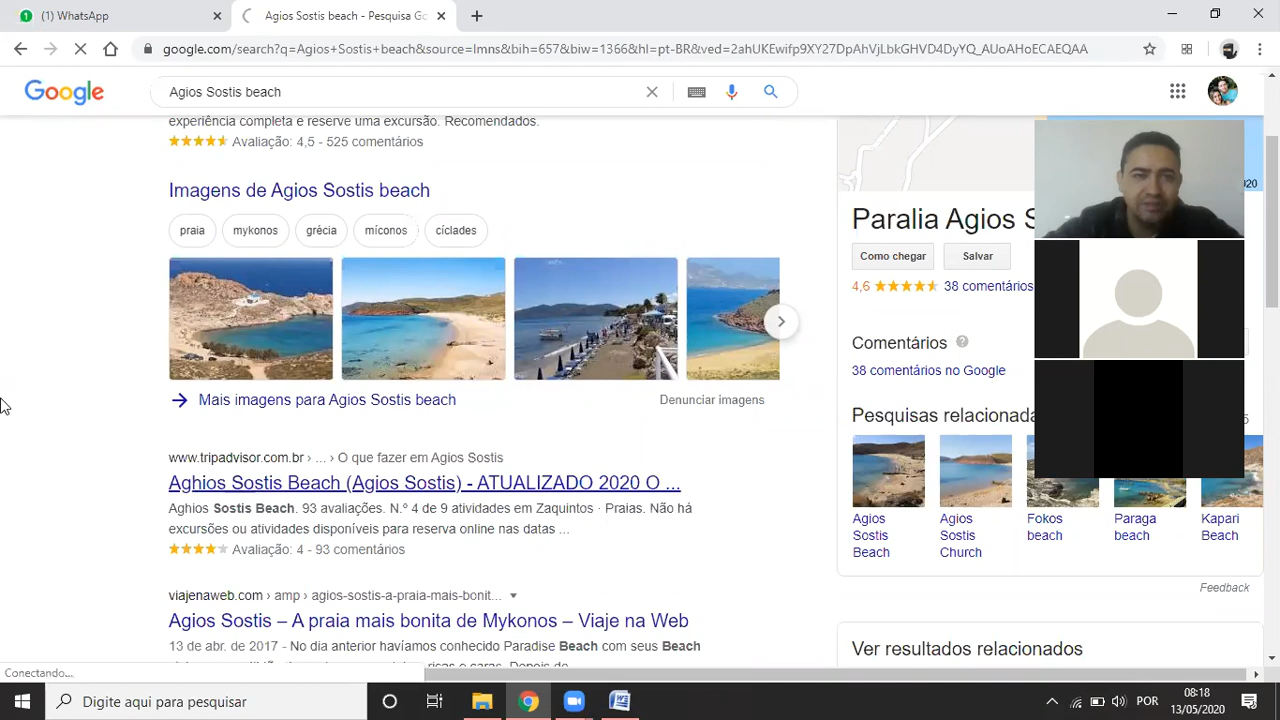 (1) WhatsApp
Agios Sostis beach - Pesquisa Go
google.com/search?q=Agios+Sostis+beach&source=lmns&bih=657&biw=1366&hl=pt-BR&ved=2ahUKEwifp9XY27DpAhVjLbkGHVD4DyYQ_AUoAHoECAEQAA
Google
Agios Sostis beach
experiência completa e reserve uma excursão. Recomendados.
Avaliação: 4,5 - 525 comentários
Imagens de Agios Sostis beach
praia
mykonos
grécia
míconos
cíclades
Mais imagens para Agios Sostis beach
Denunciar imagens
www.tripadvisor.com.br › ... › O que fazer em Agios Sostis
Aghios Sostis Beach (Agios Sostis) - ATUALIZADO 2020 O ...
Aghios Sostis Beach. 93 avaliações. N.º 4 de 9 atividades em Zaquintos · Praias. Não há
excursões ou atividades disponíveis para reserva online nas datas ...
Avaliação: 4 - 93 comentários
viajenaweb.com › amp › agios-sostis-a-praia-mais-bonit...
Agios Sostis – A praia mais bonita de Mykonos – Viaje na Web
13 de abr. de 2017 - No dia anterior havíamos conhecido Paradise Beach com seus Beach
020
Paralia Agios S
Como chegar
Salvar
4,6
38 comentários
Comentários
38 comentários no Google
Pesquisas relacionada
5
Agios Sostis Beach
Agios Sostis Church
Fokos beach
Paraga beach
Kapari Beach
Feedback
Ver resultados relacionados
Conectando...
Digite aqui para pesquisar
POR
08:18
13/05/2020